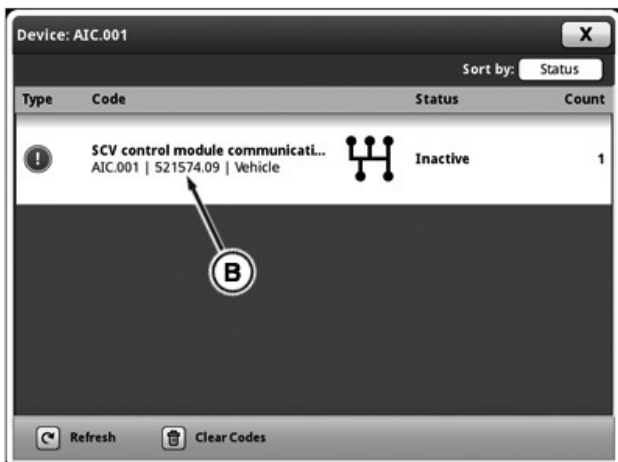 Device: AIC.001 X
Sort by: Status
Type Code Status Count
SCV control module communicati... Inactive 1
AIC.001 | 521574.09 | Vehicle
B
Refresh Clear Codes